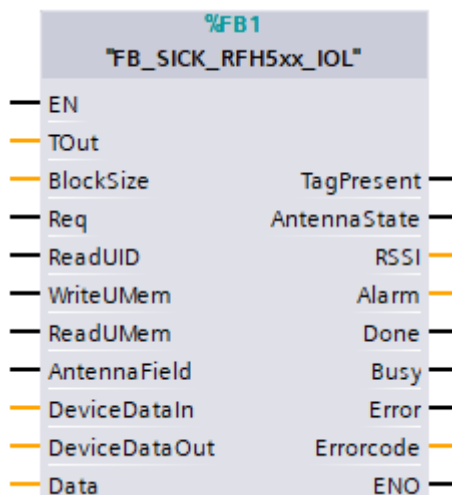 %FB1
"FB_SICK_RFH5xx_IOL"
EN
TOut
BlockSize TagPresent
Req AntennaState
ReadUID RSSI
WriteUMem Alarm
ReadUMem Done
AntennaField Busy
DeviceDataIn Error
DeviceDataOut Errorcode
Data ENO